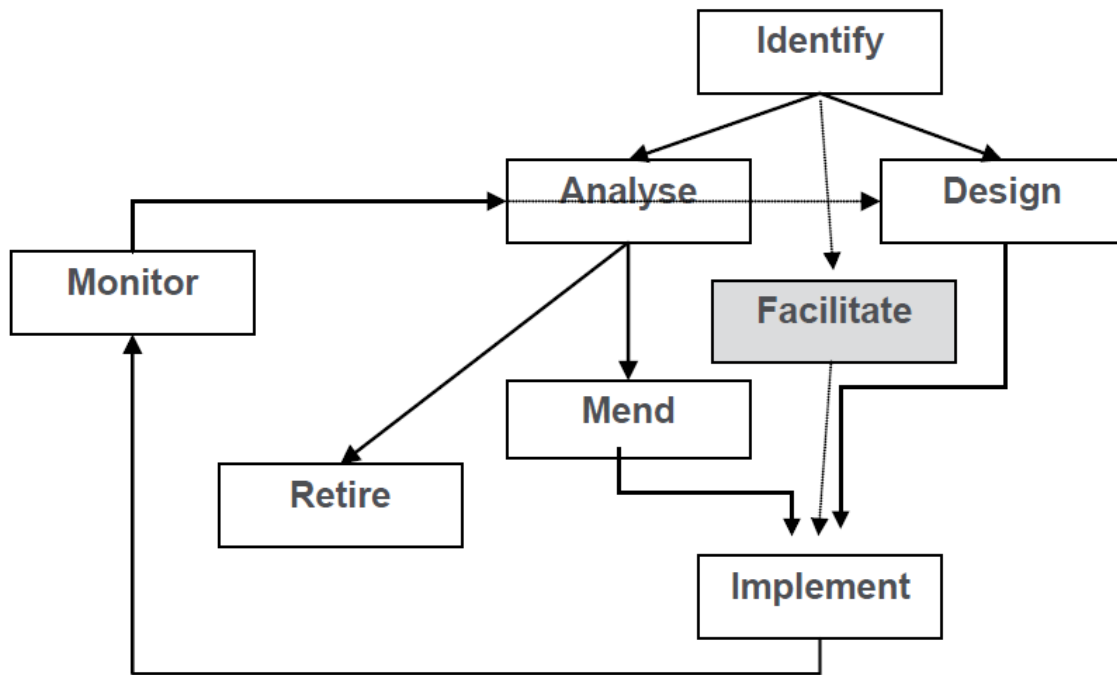 Identify
Analyse
Design
Monitor
Facilitate
Mend
Retire
Implement